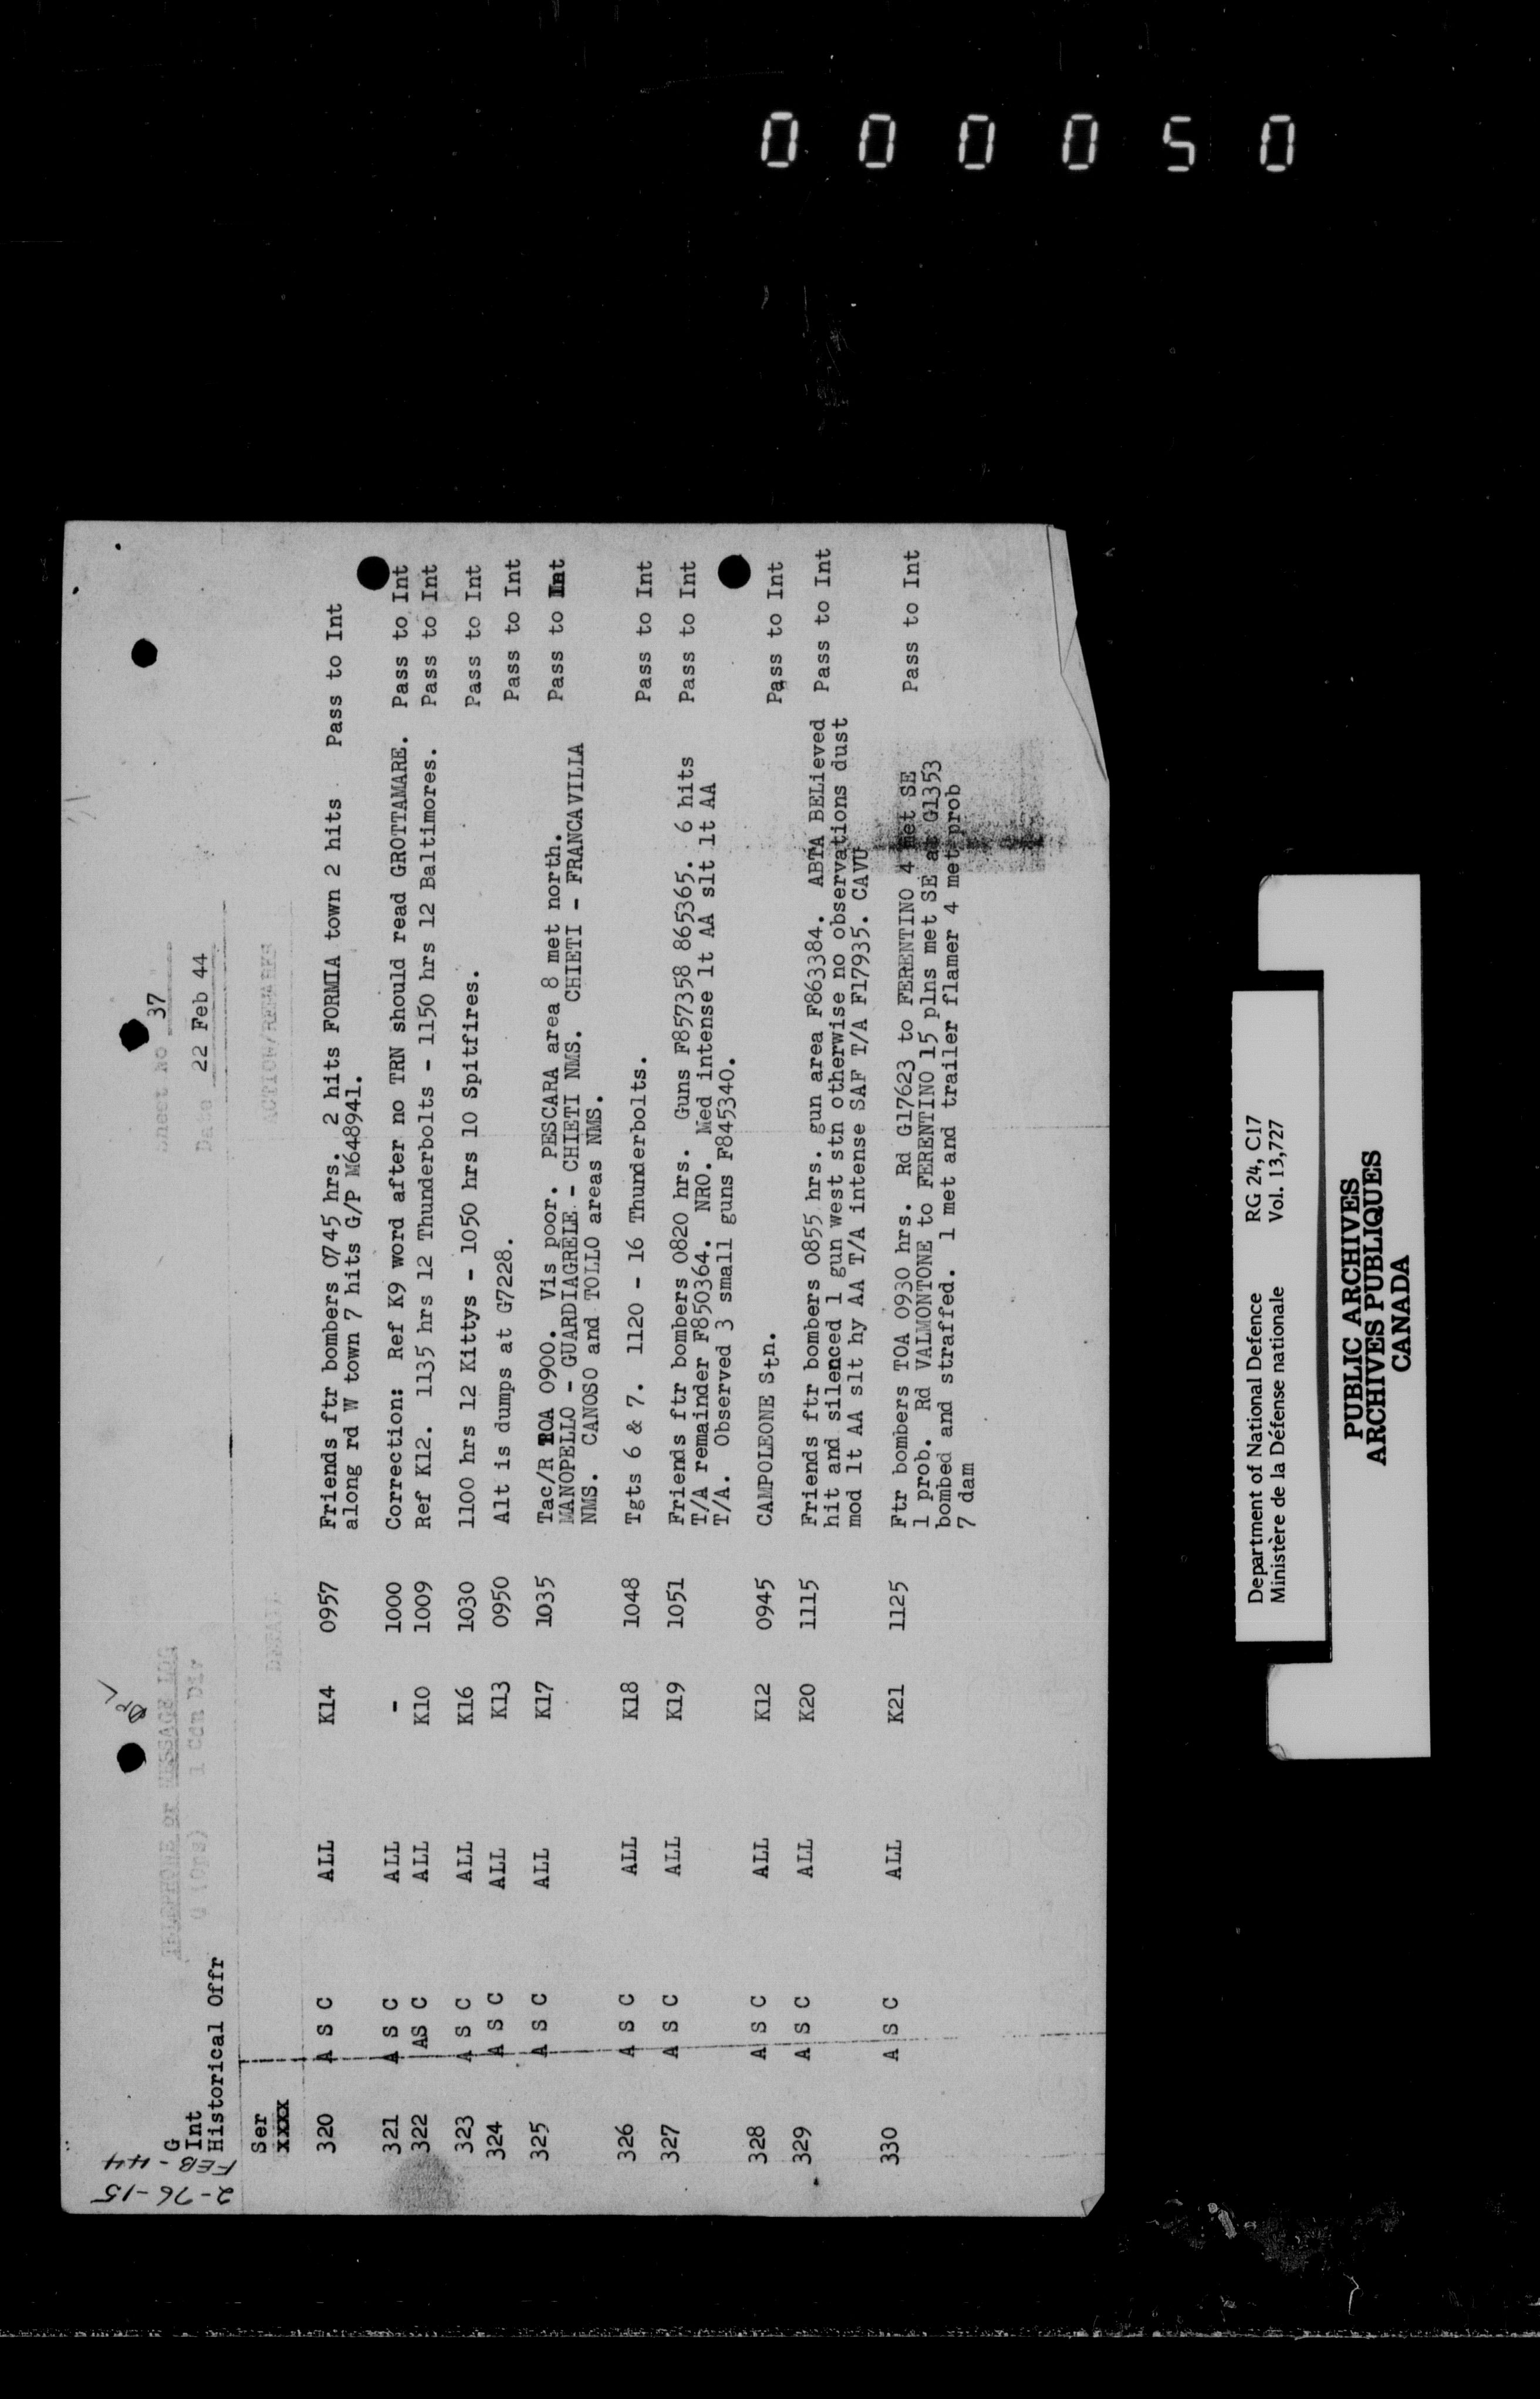 0 0 0 0 5 0
2-76-15
FEB-44
G
Int
Historical Offr
TELEPHONE or MESSAGE LOG
G (Ops) 1 Cdn Div
Sheet No 37
Date 22 Feb 44
Ser
xxxx
DETAIL
ACTION/REMARKS
320 A S C ALL K14 0957 Friends ftr bombers 0745 hrs. 2 hits FORMIA town 2 hits Pass to Int
along rd W town 7 hits G/P M648941.
321 A S C ALL - 1000 Correction: Ref K9 word after no TRN should read GROTTAMARE. Pass to Int
322 AS C ALL K10 1009 Ref K12. 1135 hrs 12 Thunderbolts - 1150 hrs 12 Baltimores. Pass to Int
323 A S C ALL K16 1030 1100 hrs 12 Kittys - 1050 hrs 10 Spitfires. Pass to Int
324 A S C ALL K13 0950 Alt is dumps at G7228. Pass to Int
325 A S C ALL K17 1035 Tac/R TOA 0900. Vis poor. PESCARA area 8 met north. Pass to Int
MANOPELLO - GUARDIAGRELE - CHIETI NMS. CHIETI - FRANCAVILLA
NMS. CANOSO and TOLLO areas NMS.
326 A S C ALL K18 1048 Tgts 6 & 7. 1120 - 16 Thunderbolts. Pass to Int
327 A S C ALL K19 1051 Friends ftr bombers 0820 hrs. Guns F857358 865365. 6 hits Pass to Int
T/A remainder F850364. NRO. Med intense lt AA slt lt AA
T/A. Observed 3 small guns F845340.
328 A S C ALL K12 0945 CAMPOLEONE Stn. Pass to Int
329 A S C ALL K20 1115 Friends ftr bombers 0855 hrs. gun area F863384. ABTA BELieved Pass to Int
hit and silenced 1 gun west stn otherwise no observations dust
mod lt AA slt hy AA T/A intense SAF T/A F17935. CAVU
330 A S C ALL K21 1125 Ftr bombers TOA 0930 hrs. Rd G17623 to FERENTINO 4 met SE Pass to Int
1 prob. Rd VALMONTONE to FERENTINO 15 plns met SE at G1353
bombed and straffed. 1 met and trailer flamer 4 met prob
7 dam
Department of National Defence RG 24, C17
Ministère de la Défense nationale Vol. 13,727
PUBLIC ARCHIVES
ARCHIVES PUBLIQUES
CANADA